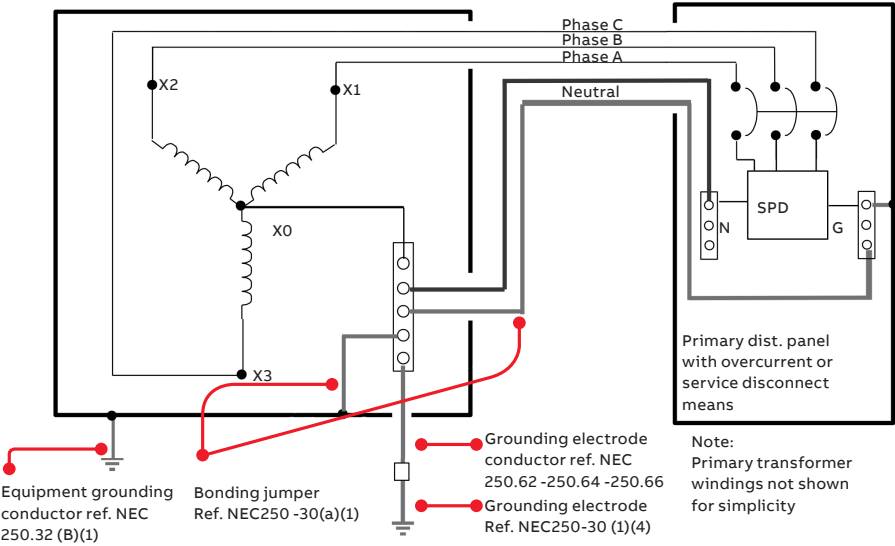 Phase C
Phase B
Phase A
Neutral
X2
X1
X0
X3
SPD
N
G
Primary dist. panel
with overcurrent or
service disconnect
means
Note:
Primary transformer
windings not shown
for simplicity
Equipment grounding
conductor ref. NEC
250.32 (B)(1)
Bonding jumper
Ref. NEC250 -30(a)(1)
Grounding electrode
conductor ref. NEC
250.62 -250.64 -250.66
Grounding electrode
Ref. NEC250-30 (1)(4)